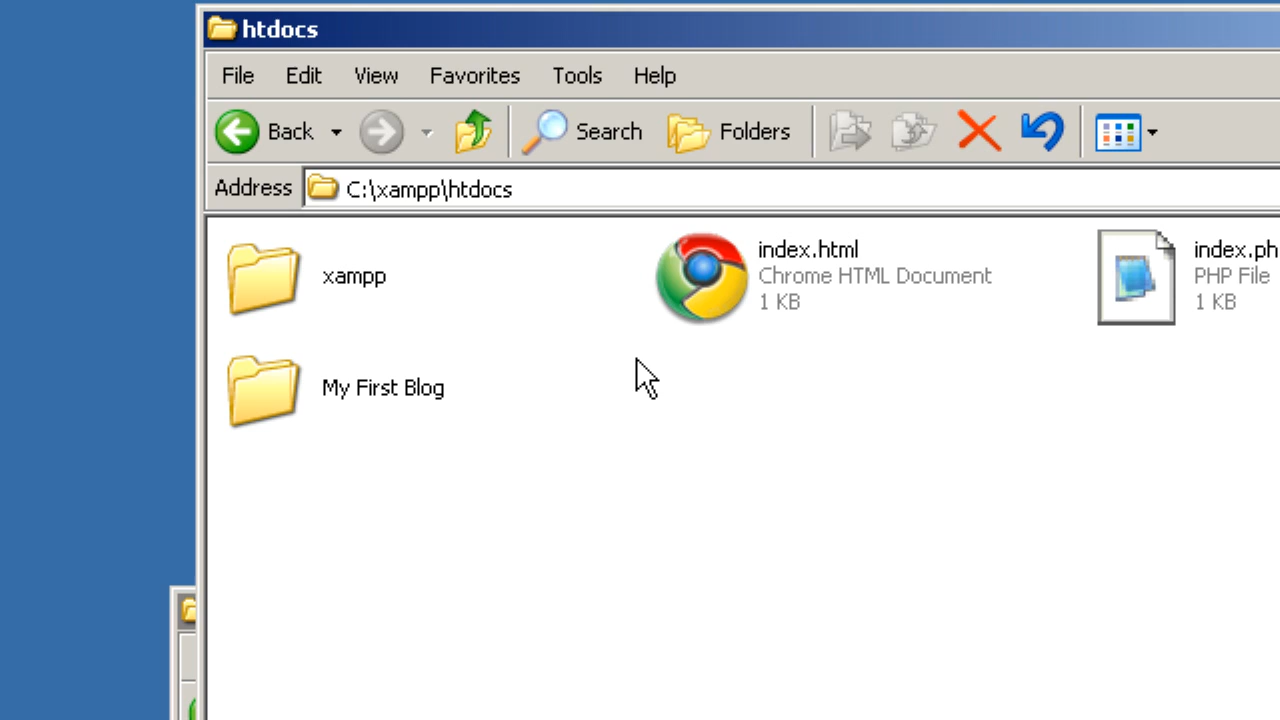 htdocs
File Edit View Favorites Tools Help
Back Search Folders
Address C:\xampp\htdocs
xampp
index.html
Chrome HTML Document
1 KB
index.ph
PHP File
1 KB
My First Blog